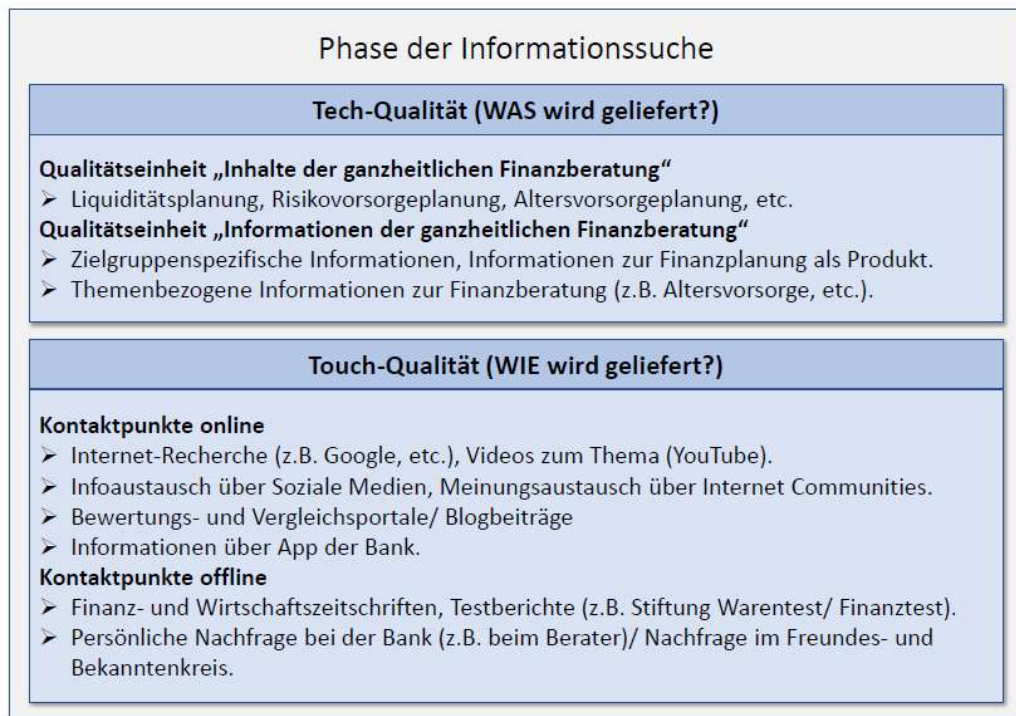 Phase der Informationssuche
Tech-Qualität (WAS wird geliefert?)
Qualitätseinheit „Inhalte der ganzheitlichen Finanzberatung“
➢ Liquiditätsplanung, Risikovorsorgeplanung, Altersvorsorgeplanung, etc.
Qualitätseinheit „Informationen der ganzheitlichen Finanzberatung“
➢ Zielgruppenspezifische Informationen, Informationen zur Finanzplanung als Produkt.
➢ Themenbezogene Informationen zur Finanzberatung (z.B. Altersvorsorge, etc.).
Touch-Qualität (WIE wird geliefert?)
Kontaktpunkte online
➢ Internet-Recherche (z.B. Google, etc.), Videos zum Thema (YouTube).
➢ Infoaustausch über Soziale Medien, Meinungsaustausch über Internet Communities.
➢ Bewertungs- und Vergleichsportale/ Blogbeiträge
➢ Informationen über App der Bank.
Kontaktpunkte offline
➢ Finanz- und Wirtschaftszeitschriften, Testberichte (z.B. Stiftung Warentest/ Finanztest).
➢ Persönliche Nachfrage bei der Bank (z.B. beim Berater)/ Nachfrage im Freundes- und
Bekanntenkreis.